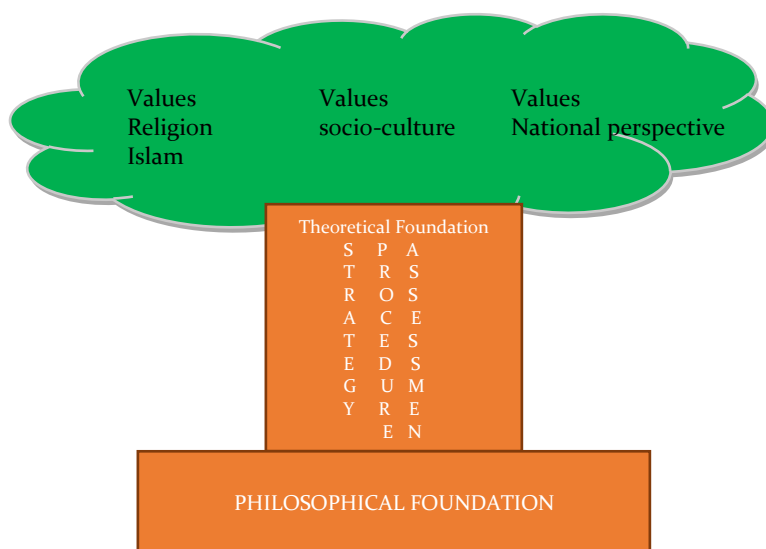 Values
Religion
Islam
Values
socio-culture
Values
National perspective
Theoretical Foundation
STRATEGY
PROCEDURE
ASSESSMEN
PHILOSOPHICAL FOUNDATION